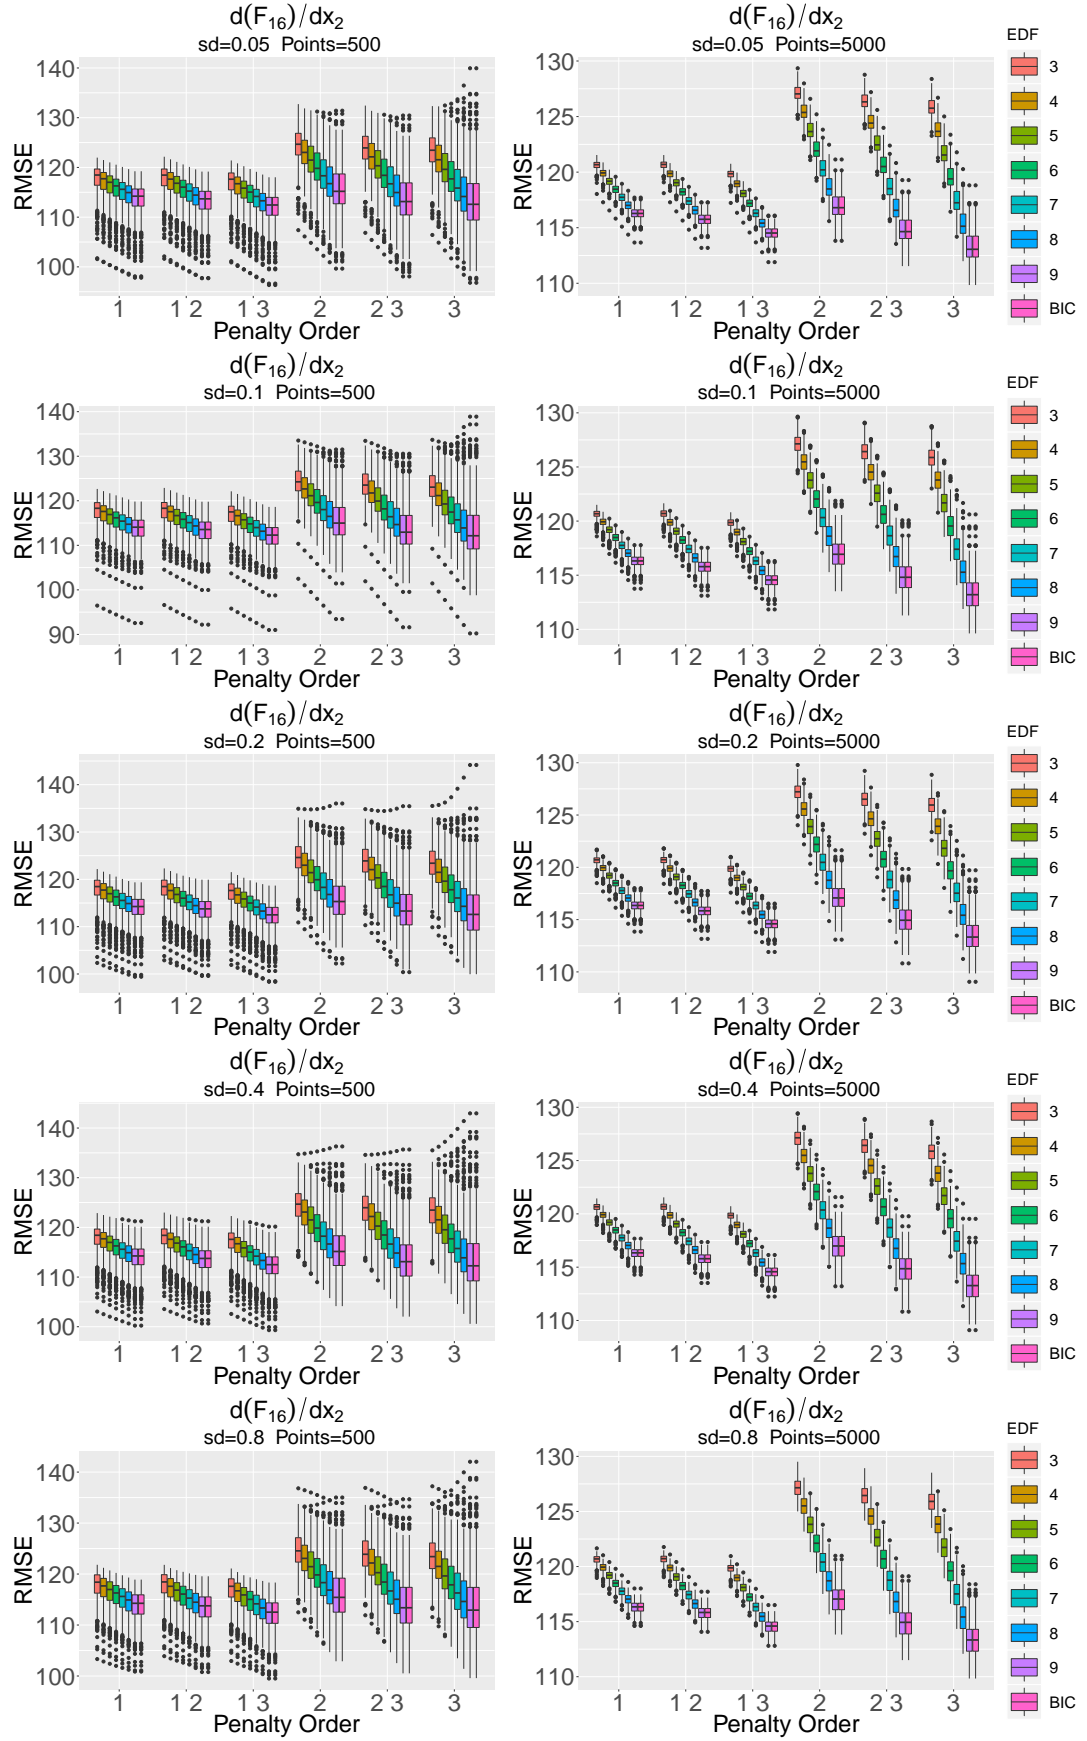 d(F₁₆)/dx₂
sd=0.05 Points=500
RMSE
140
130
120
110
100
1 1 2 1 3 2 2 3 3
Penalty Order
d(F₁₆)/dx₂
sd=0.05 Points=5000
RMSE
130
125
120
115
110
1 1 2 1 3 2 2 3 3
Penalty Order
EDF
3
4
5
6
7
8
9
BIC
d(F₁₆)/dx₂
sd=0.1 Points=500
RMSE
140
130
120
110
100
90
1 1 2 1 3 2 2 3 3
Penalty Order
d(F₁₆)/dx₂
sd=0.1 Points=5000
RMSE
130
125
120
115
110
1 1 2 1 3 2 2 3 3
Penalty Order
EDF
3
4
5
6
7
8
9
BIC
d(F₁₆)/dx₂
sd=0.2 Points=500
RMSE
140
130
120
110
100
1 1 2 1 3 2 2 3 3
Penalty Order
d(F₁₆)/dx₂
sd=0.2 Points=5000
RMSE
130
125
120
115
110
1 1 2 1 3 2 2 3 3
Penalty Order
EDF
3
4
5
6
7
8
9
BIC
d(F₁₆)/dx₂
sd=0.4 Points=500
RMSE
140
130
120
110
100
1 1 2 1 3 2 2 3 3
Penalty Order
d(F₁₆)/dx₂
sd=0.4 Points=5000
RMSE
130
125
120
115
110
1 1 2 1 3 2 2 3 3
Penalty Order
EDF
3
4
5
6
7
8
9
BIC
d(F₁₆)/dx₂
sd=0.8 Points=500
RMSE
140
130
120
110
100
1 1 2 1 3 2 2 3 3
Penalty Order
d(F₁₆)/dx₂
sd=0.8 Points=5000
RMSE
130
125
120
115
110
1 1 2 1 3 2 2 3 3
Penalty Order
EDF
3
4
5
6
7
8
9
BIC